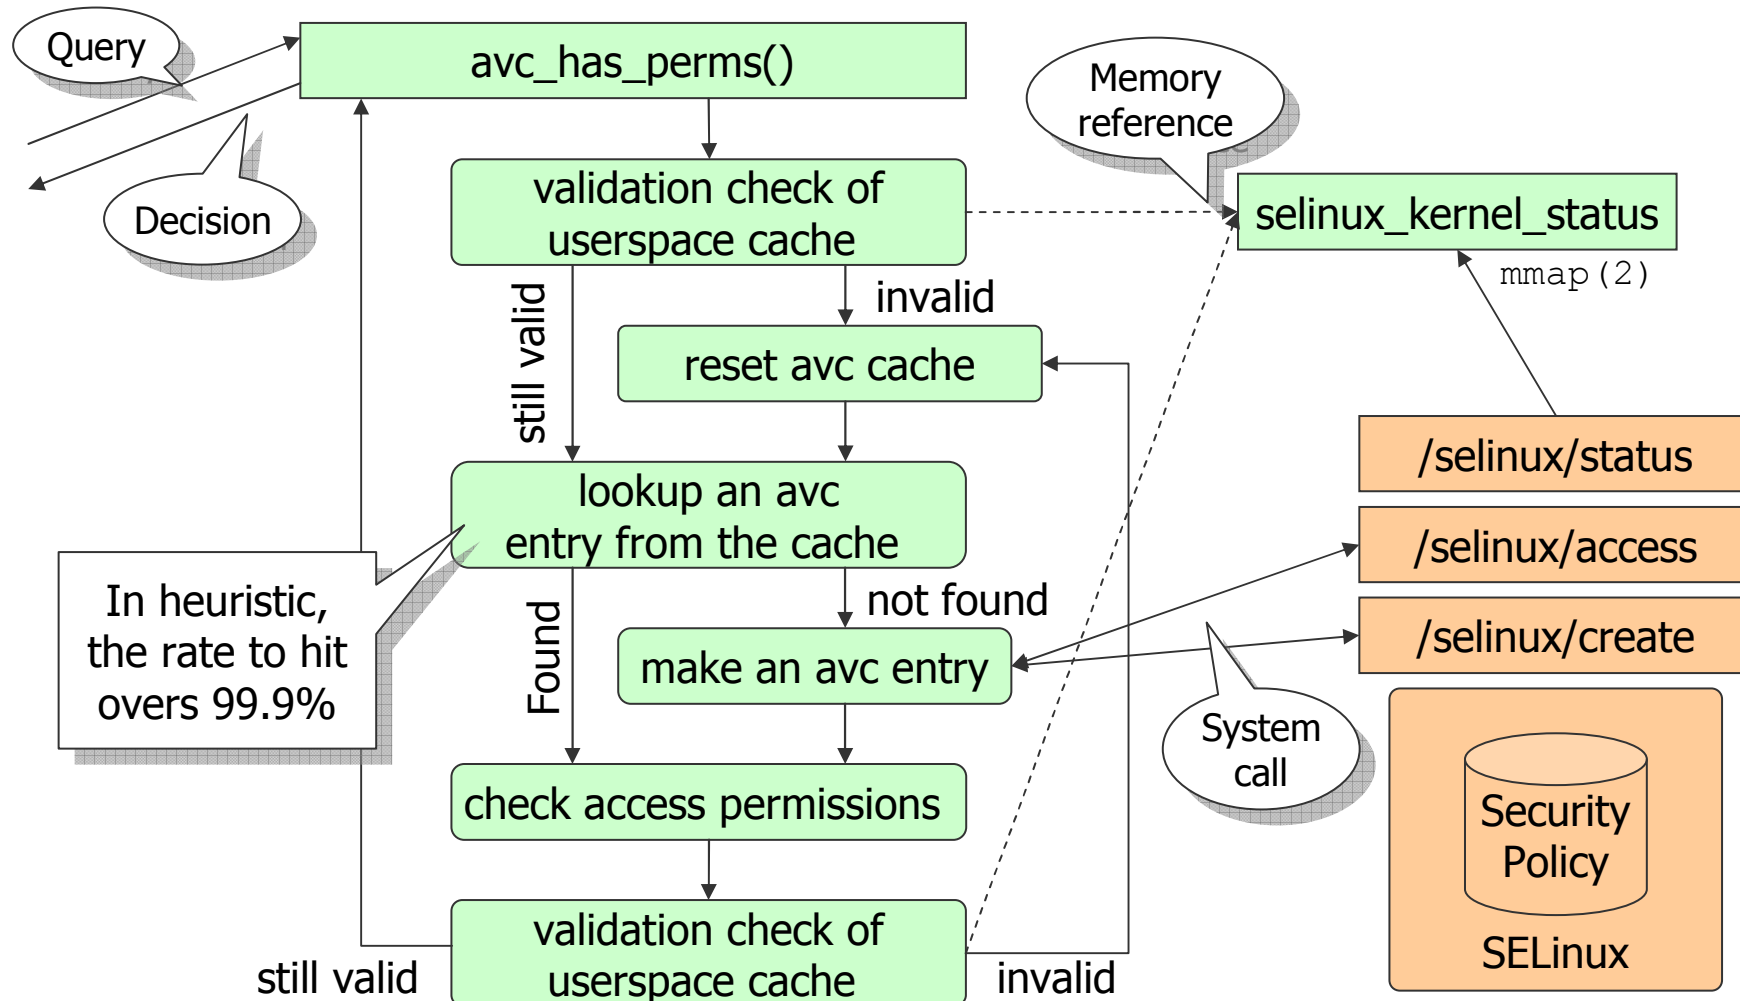 Query
avc_has_perms()
Memory
reference
validation check of
userspace cache
selinux_kernel_status
Decision
mmap(2)
still valid
invalid
reset avc cache
/selinux/status
lookup an avc
entry from the cache
/selinux/access
In heuristic,
the rate to hit
overs 99.9%
Found
not found
/selinux/create
make an avc entry
System
call
check access permissions
Security
Policy
SELinux
validation check of
userspace cache
still valid
invalid